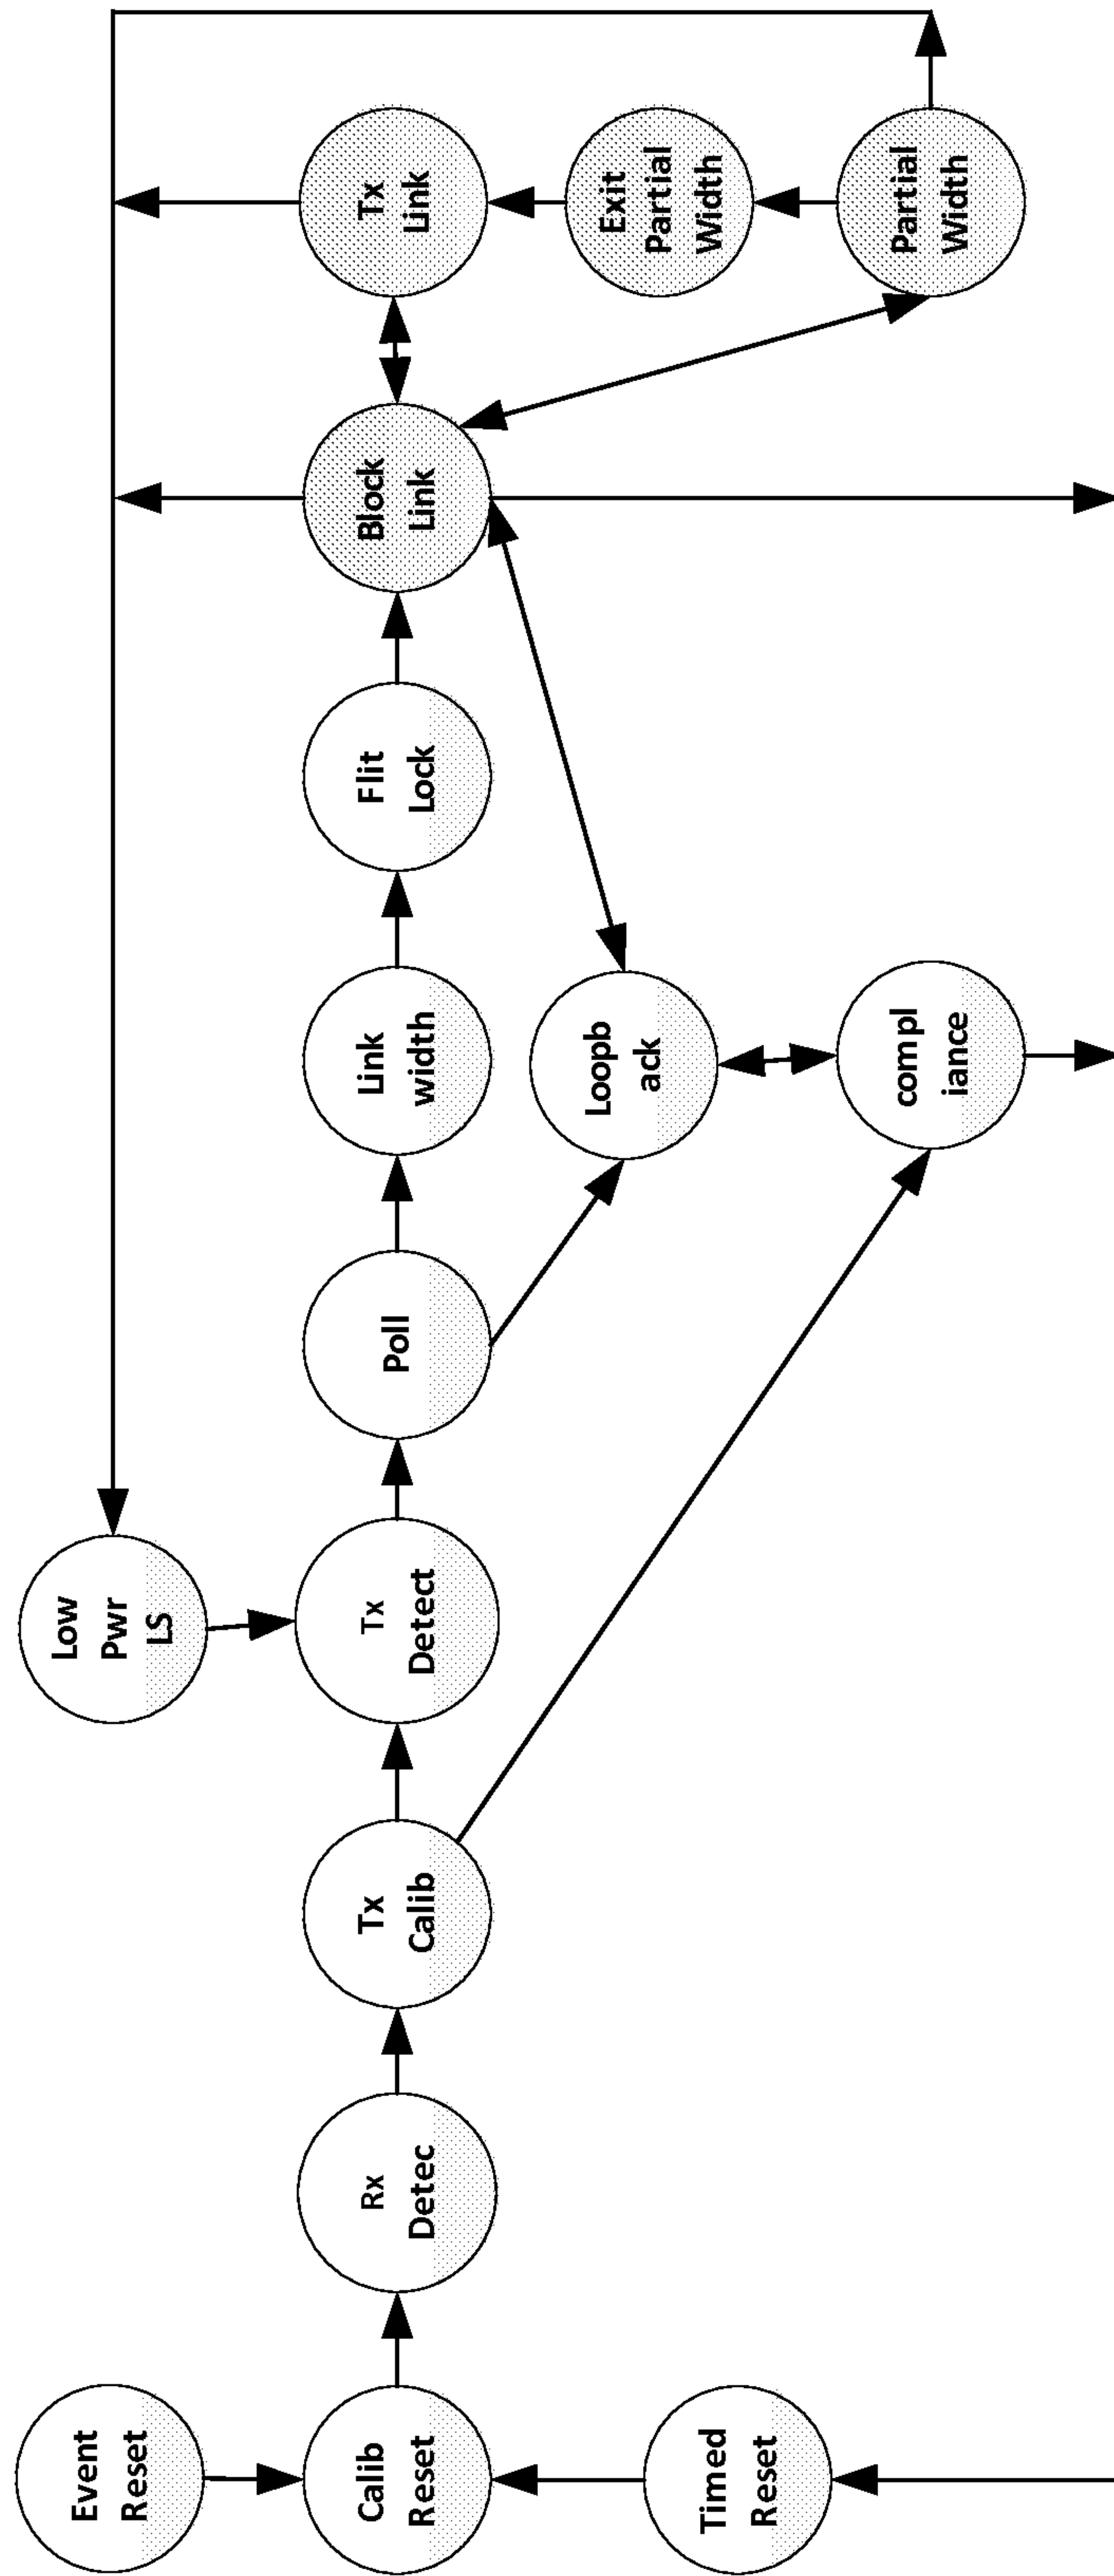 Event
Reset
Calib
Reset
Timed
Reset
Rx
Detec
Tx
Calib
Low
Pwr
LS
Tx
Detect
Poll
Link
width
Loopb
ack
compl
iance
Flit
Lock
Block
Link
Tx
Link
Exit
Partial
Width
Partial
Width